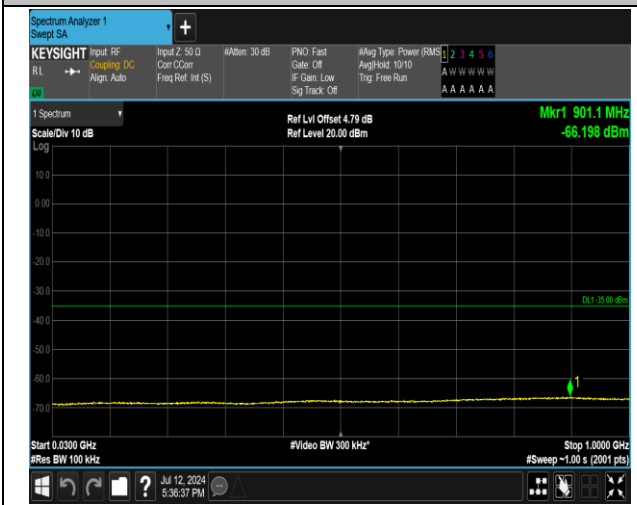 Spectrum Analyzer 1
Swept SA
+
KEYSIGHT
RL
Input: RF
Coupling: DC
Align: Auto
Input Z: 50 Ω
Corr CCorr
Freq Ref: Int (S)
#Atten: 30 dB
PNO: Fast
Gate: Off
IF Gain: Low
Sig Track: Off
#Avg Type: Power (RMS
Avg|Hold: 10/10
Trig: Free Run
1 2 3 4 5 6
A W W W W W
A A A A A A
1 Spectrum
Scale/Div 10 dB
Log
Ref Lvl Offset 4.79 dB
Ref Level 20.00 dBm
Mkr1 901.1 MHz
-66.198 dBm
10.0
0.00
-10.0
-20.0
-30.0
DL1 -35.00 dBm
-40.0
-50.0
-60.0
1
-70.0
Start 0.0300 GHz
#Res BW 100 kHz
#Video BW 300 kHz*
Stop 1.0000 GHz
#Sweep ~1.00 s (2001 pts)
?
Jul 12, 2024
5:36:37 PM